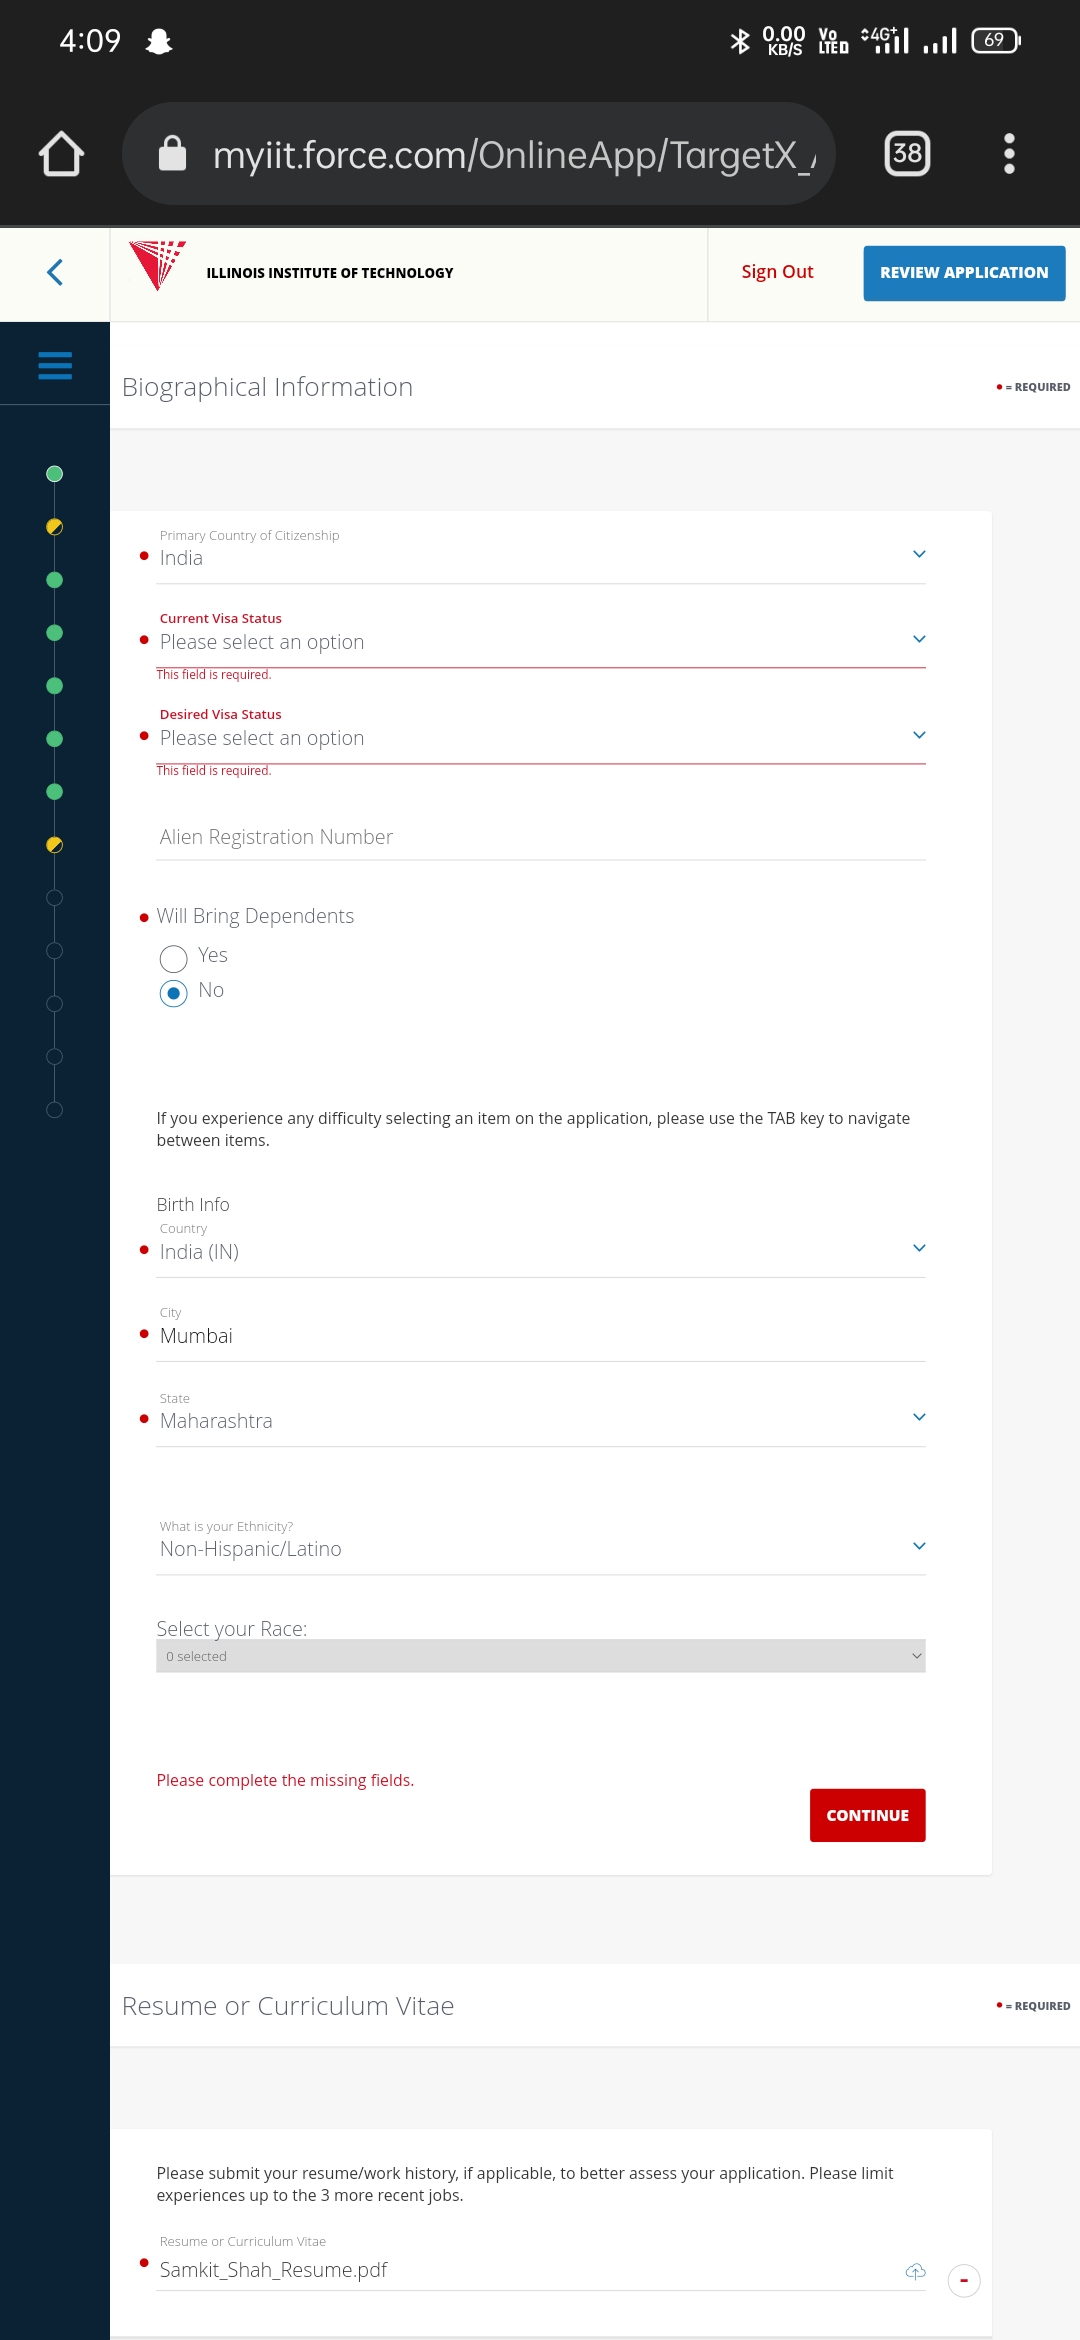 4:09
0.00 KB/S
Vo LTE
4G+
69
myiit.force.com/OnlineApp/TargetX_
38
ILLINOIS INSTITUTE OF TECHNOLOGY
Sign Out
REVIEW APPLICATION
Biographical Information
= REQUIRED
Primary Country of Citizenship
India
Current Visa Status
Please select an option
This field is required.
Desired Visa Status
Please select an option
This field is required.
Alien Registration Number
Will Bring Dependents
Yes
No
If you experience any difficulty selecting an item on the application, please use the TAB key to navigate
between items.
Birth Info
Country
India (IN)
City
Mumbai
State
Maharashtra
What is your Ethnicity?
Non-Hispanic/Latino
Select your Race:
0 selected
Please complete the missing fields.
CONTINUE
Resume or Curriculum Vitae
= REQUIRED
Please submit your resume/work history, if applicable, to better assess your application. Please limit
experiences up to the 3 more recent jobs.
Resume or Curriculum Vitae
Samkit_Shah_Resume.pdf